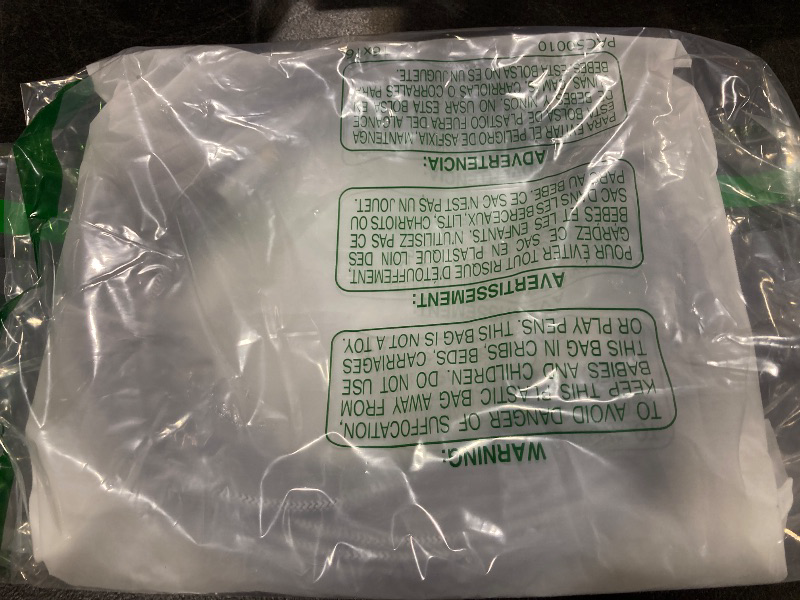 WARNING:
TO AVOID DANGER OF SUFFOCATION,
KEEP THIS PLASTIC BAG AWAY FROM
BABIES AND CHILDREN. DO NOT USE
THIS BAG IN CRIBS, BEDS, CARRIAGES
OR PLAY PENS. THIS BAG IS NOT A TOY.
AVERTISSEMENT:
POUR ÉVITER TOUT RISQUE D'ÉTOUFFEMENT,
GARDEZ CE SAC EN PLASTIQUE LOIN DES
BEBES ET LES ENFANTS. N'UTILISEZ PAS CE
SAC DANS LES BERCEAUX, LITS, CHARIOTS OU
PARC AU BEBE. CE SAC N'EST PAS UN JOUET.
ADVERTENCIA:
PARA EVITAR EL PELIGRO DE ASFIXIA, MANTENGA
ESTA BOLSA DE PLASTICO FUERA DEL ALCANCE
BEBES NIÑOS. NO USAR ESTA BOLSA EN
CARRIOLAS O CORRALES PARA
BEBES. ESTA BOLSA NO ES UN JUGUETE.
PAC50010